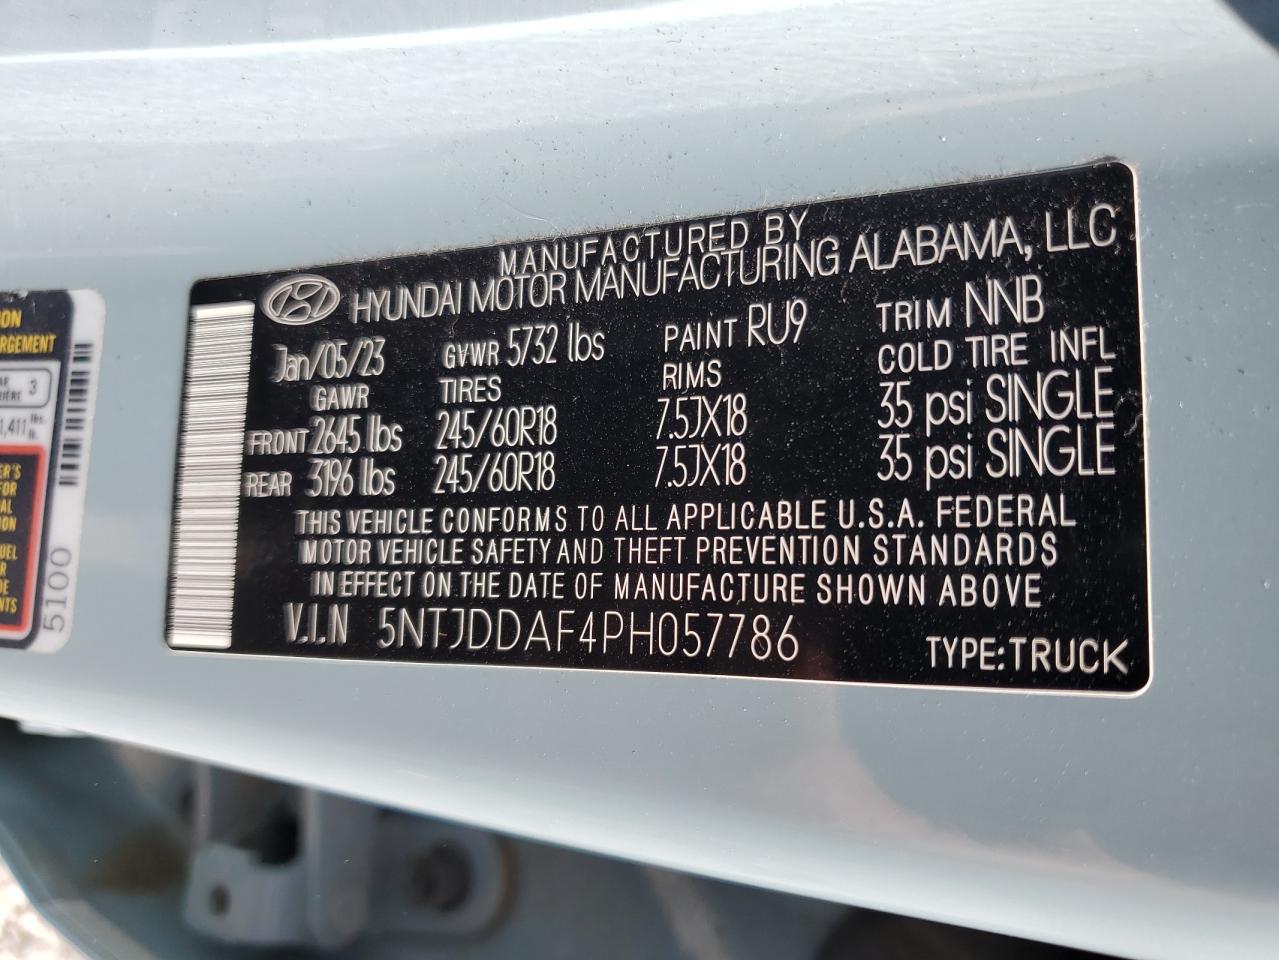 MANUFACTURED BY
HYUNDAI MOTOR MANUFACTURING ALABAMA, LLC
Jan/05/23 GVWR 5732 lbs PAINT RU9 TRIM NNB
GAWR TIRES RIMS COLD TIRE INFL
FRONT 2645 lbs 245/60R18 7.5JX18 35 psi SINGLE
REAR 3196 lbs 245/60R18 7.5JX18 35 psi SINGLE
THIS VEHICLE CONFORMS TO ALL APPLICABLE U.S.A. FEDERAL
MOTOR VEHICLE SAFETY AND THEFT PREVENTION STANDARDS
IN EFFECT ON THE DATE OF MANUFACTURE SHOWN ABOVE
V.I.N 5NTJDDAF4PH057786 TYPE:TRUCK
3
5100